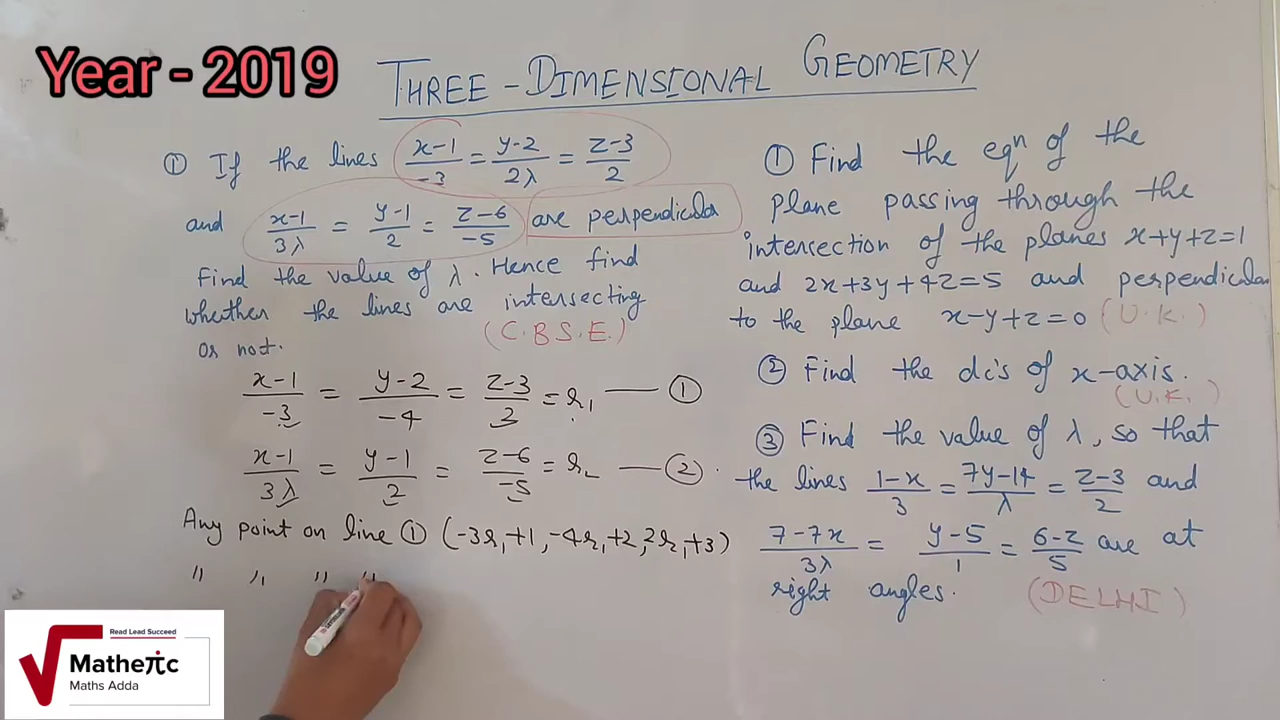 Year - 2019
THREE-DIMENSIONAL GEOMETRY
① If the lines x-1/-3 = y-2/2λ = z-3/2
and x-1/3λ = y-1/2 = z-6/-5 are perpendicular
Find the value of λ. Hence find
whether the lines are intersecting
or not.
(C.B.S.E.)
x-1/-3 = y-2/-4 = z-3/2 = r₁ — ①
x-1/3λ = y-1/2 = z-6/-5 = r₂ — ②
Any point on line ① (-3r₁+1, -4r₁+2, 2r₁+3)
" " " "
① Find the eqn of the
plane passing through the
intersection of the planes x+y+z=1
and 2x+3y+4z=5 and perpendicular
to the plane x-y+z=0 (U.K.)
② Find the dc's of x-axis.
(U.K.)
③ Find the value of λ, so that
the lines 1-x/3 = 7y-14/λ = z-3/2 and
7-7x/3λ = y-5/1 = 6-z/5 are at
right angles. (DELHI)
Read Lead Succeed
Matheπc
Maths Adda